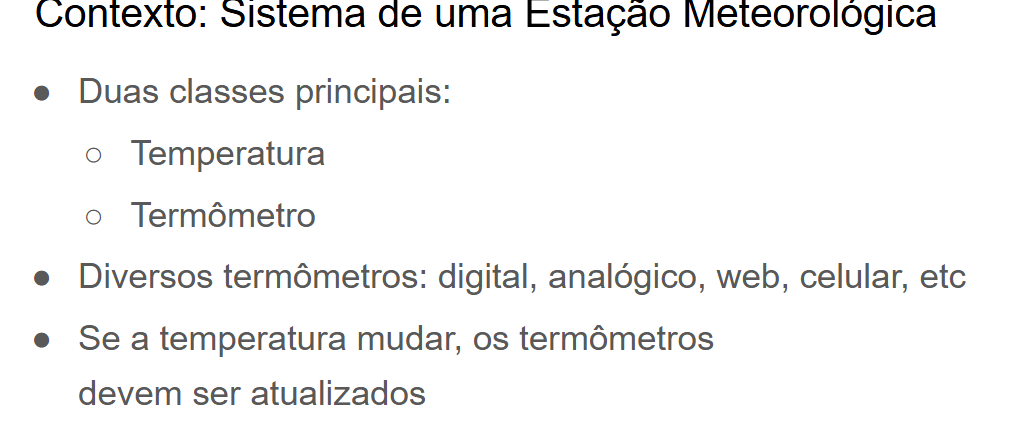 Contexto: Sistema de uma Estação Meteorológica
● Duas classes principais:
○ Temperatura
○ Termômetro
● Diversos termômetros: digital, analógico, web, celular, etc
● Se a temperatura mudar, os termômetros
devem ser atualizados